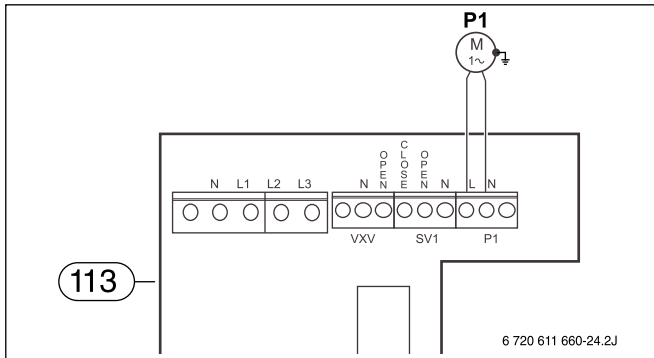 P1
M
1~
N L1 L2 L3 N OPEN CLOSE OPEN N L N
VXV SV1 P1
113
6 720 611 660-24.2J